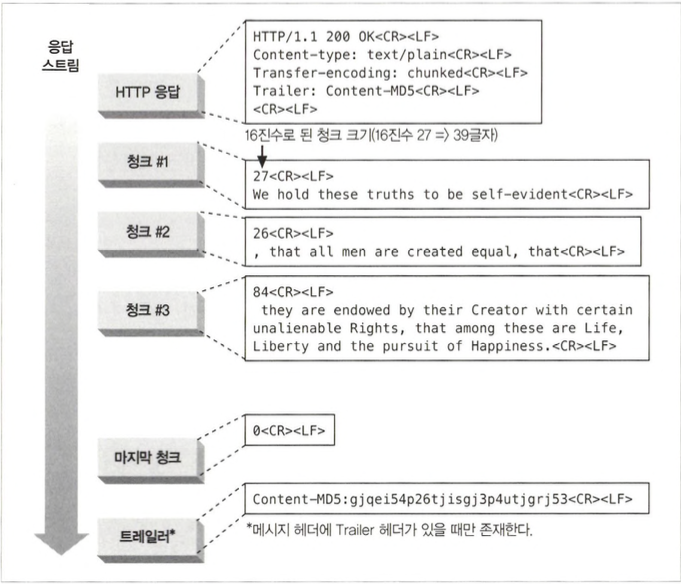 응답
스트림
HTTP 응답
HTTP/1.1 200 OK<CR><LF>
Content-type: text/plain<CR><LF>
Transfer-encoding: chunked<CR><LF>
Trailer: Content-MD5<CR><LF>
<CR><LF>
16진수로 된 청크 크기(16진수 27 => 39글자)
청크 #1
27<CR><LF>
We hold these truths to be self-evident<CR><LF>
청크 #2
26<CR><LF>
, that all men are created equal, that<CR><LF>
청크 #3
84<CR><LF>
they are endowed by their Creator with certain
unalienable Rights, that among these are Life,
Liberty and the pursuit of Happiness.<CR><LF>
마지막 청크
0<CR><LF>
트레일러*
Content-MD5:gjqei54p26tjisgj3p4utjgrj53<CR><LF>
*메시지 헤더에 Trailer 헤더가 있을 때만 존재한다.